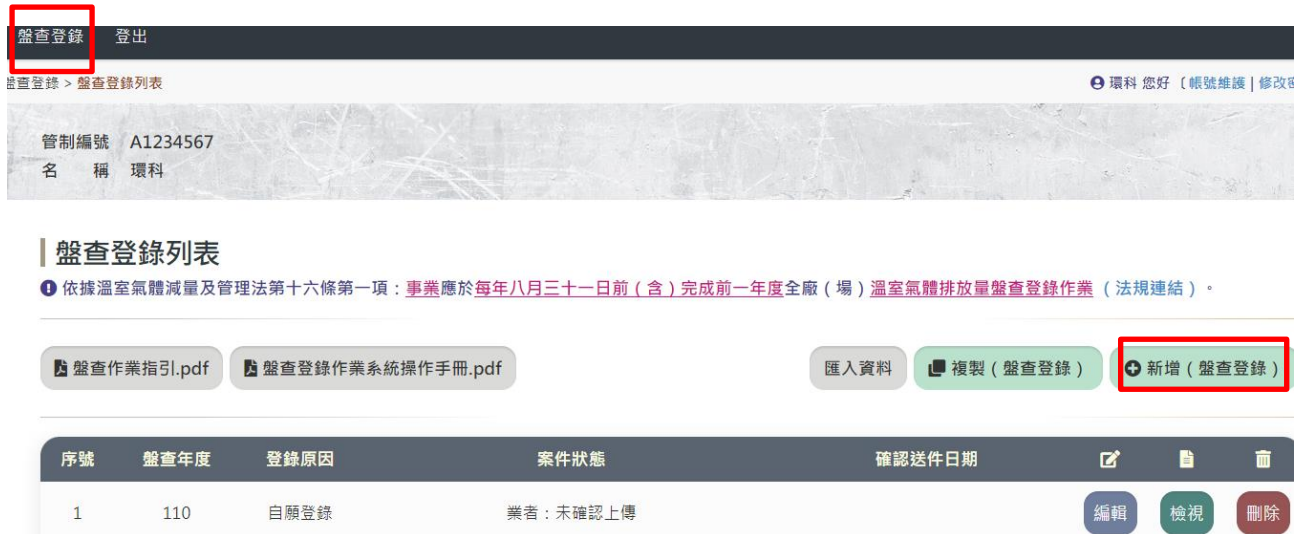 盤查登錄 登出
盤查登錄 > 盤查登錄列表 環科 您好 〔帳號維護 | 修改密
管制編號 A1234567
名 稱 環科
盤查登錄列表
依據溫室氣體減量及管理法第十六條第一項：事業應於每年八月三十一日前（含）完成前一年度全廠（場）溫室氣體排放量盤查登錄作業 （法規連結）。
盤查作業指引.pdf 盤查登錄作業系統操作手冊.pdf 匯入資料 複製（盤查登錄） 新增（盤查登錄）
序號 盤查年度 登錄原因 案件狀態 確認送件日期
1 110 自願登錄 業者：未確認上傳 編輯 檢視 刪除